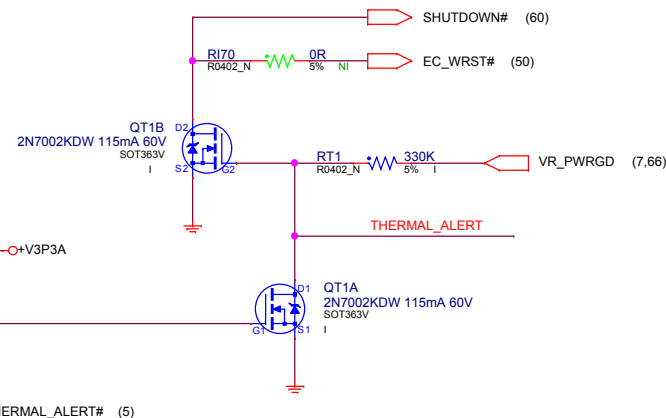 SHUTDOWN# (60)
RI70 0R
R0402_N 5% NI
EC_WRST# (50)
QT1B D2
2N7002KDW 115mA 60V
SOT363V
I S2 G2
RT1 330K
R0402_N 5% I
VR_PWRGD (7,66)
THERMAL_ALERT
+V3P3A
D1 QT1A
2N7002KDW 115mA 60V
SOT363V
G1 S1 I
ERMAL_ALERT# (5)